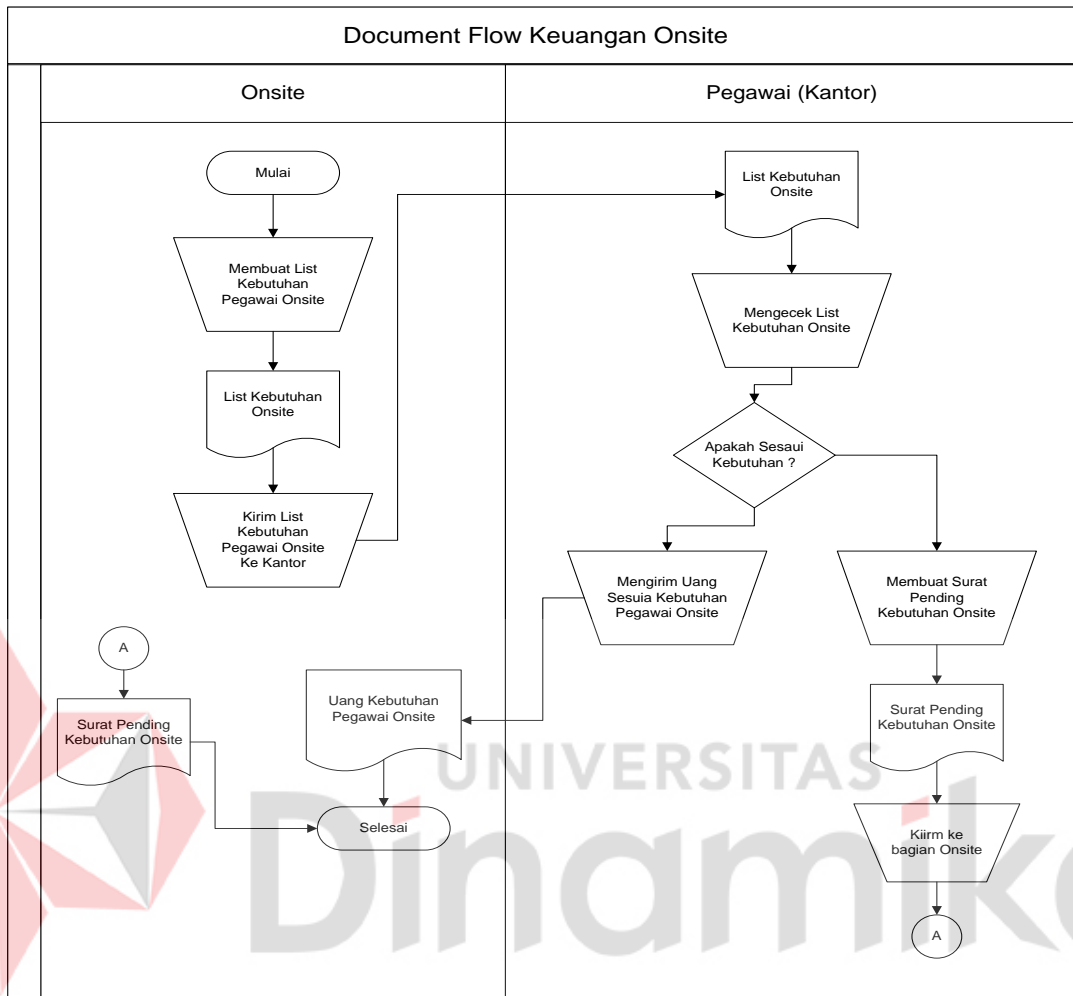 Document Flow Keuangan Onsite
Onsite
Pegawai (Kantor)
Mulai
Membuat List
Kebutuhan
Pegawai Onsite
List Kebutuhan
Onsite
Kirim List
Kebutuhan
Pegawai Onsite
Ke Kantor
List Kebutuhan
Onsite
Mengecek List
Kebutuhan Onsite
Apakah Sesaui
Kebutuhan ?
Mengirim Uang
Sesuia Kebutuhan
Pegawai Onsite
Membuat Surat
Pending
Kebutuhan Onsite
A
Surat Pending
Kebutuhan Onsite
Uang Kebutuhan
Pegawai Onsite
Selesai
Surat Pending
Kebutuhan Onsite
Kiirm ke
bagian Onsite
A
UNIVERSITAS
Dinamika